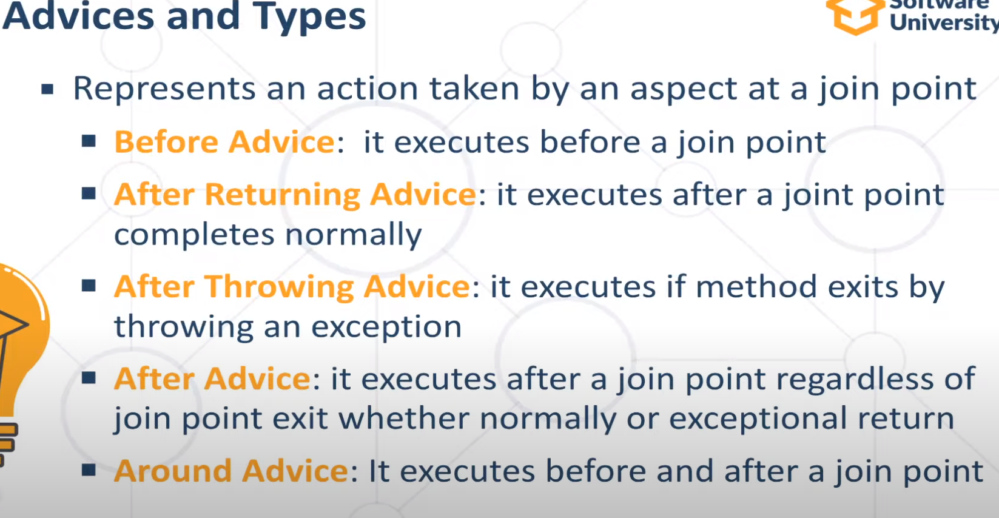 Advices and Types
Software
University
▪ Represents an action taken by an aspect at a join point
▪ Before Advice:  it executes before a join point
▪ After Returning Advice: it executes after a joint point
completes normally
▪ After Throwing Advice: it executes if method exits by
throwing an exception
▪ After Advice: it executes after a join point regardless of
join point exit whether normally or exceptional return
▪ Around Advice: It executes before and after a join point